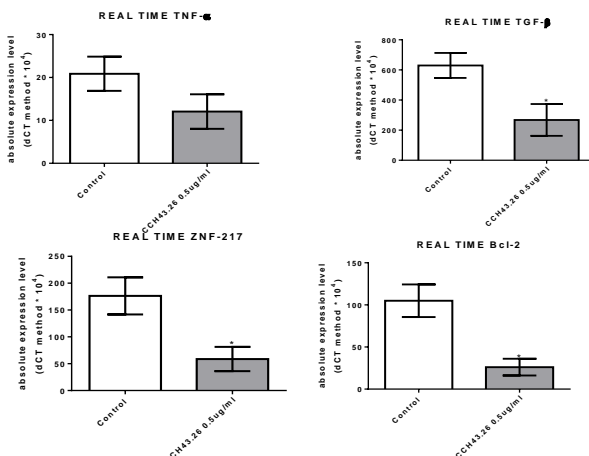 REAL TIME TNF-α
absolute expression level
(dCT method * 10⁴)
30
20
10
0
Control
CCH43.26 0.5ug/ml
REAL TIME TGF-β
absolute expression level
(dCT method * 10⁴)
800
600
400
200
0
*
Control
CCH43.26 0.5ug/ml
REAL TIME ZNF-217
absolute expression level
(dCT method * 10⁴)
250
200
150
100
50
0
*
Control
CCH43.26 0.5ug/ml
REAL TIME Bcl-2
absolute expression level
(dCT method * 10⁴)
150
100
50
0
*
Control
CCH43.26 0.5ug/ml